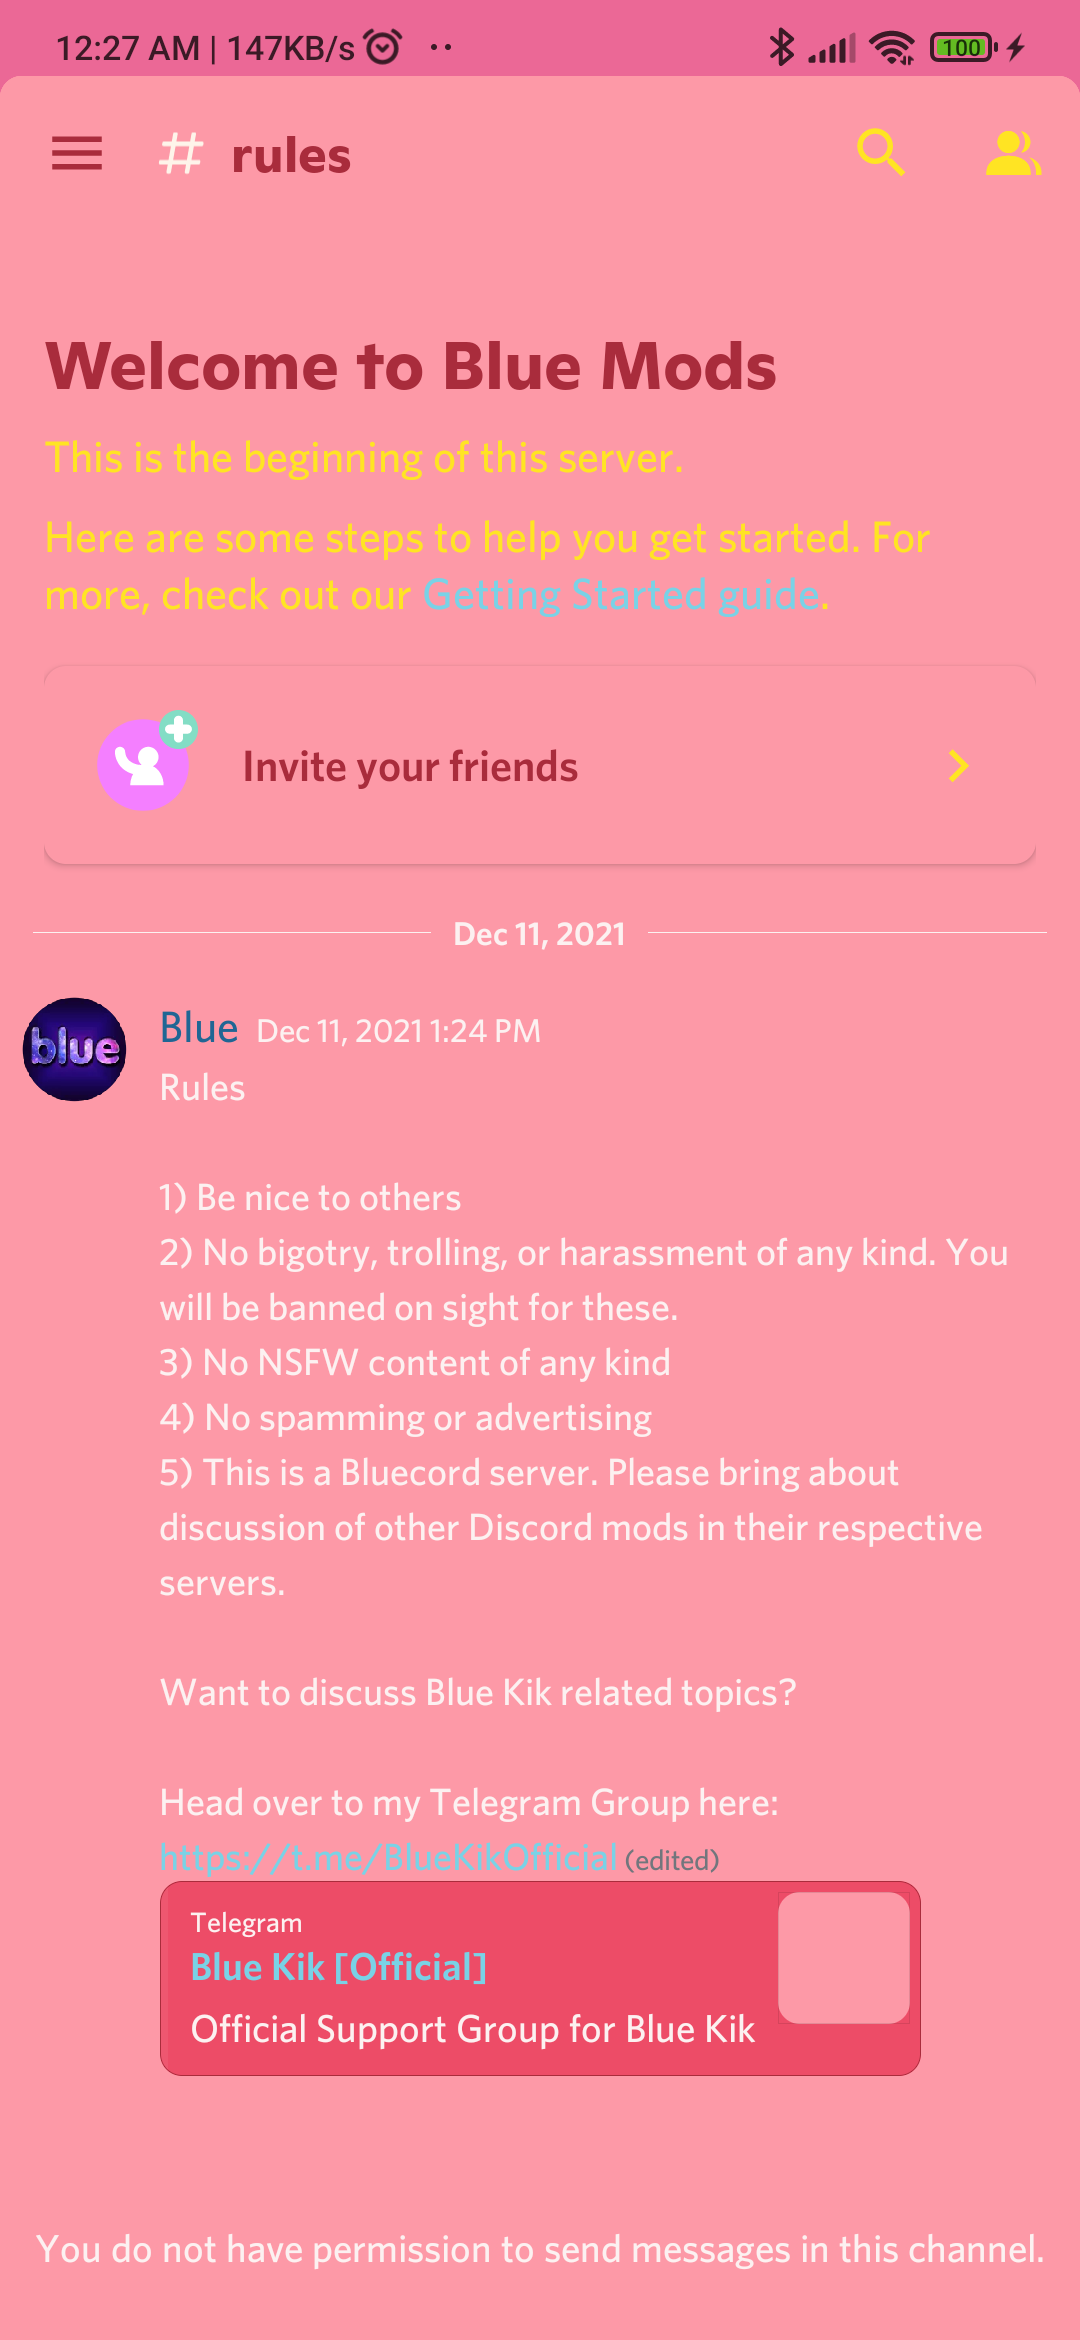 12:27 AM | 147KB/s
100
# rules
Welcome to Blue Mods
This is the beginning of this server.
Here are some steps to help you get started. For
more, check out our Getting Started guide.
Invite your friends
Dec 11, 2021
blue
Blue Dec 11, 2021 1:24 PM
Rules
1) Be nice to others
2) No bigotry, trolling, or harassment of any kind. You
will be banned on sight for these.
3) No NSFW content of any kind
4) No spamming or advertising
5) This is a Bluecord server. Please bring about
discussion of other Discord mods in their respective
servers.
Want to discuss Blue Kik related topics?
Head over to my Telegram Group here:
https://t.me/BlueKikOfficial (edited)
Telegram
Blue Kik [Official]
Official Support Group for Blue Kik
You do not have permission to send messages in this channel.